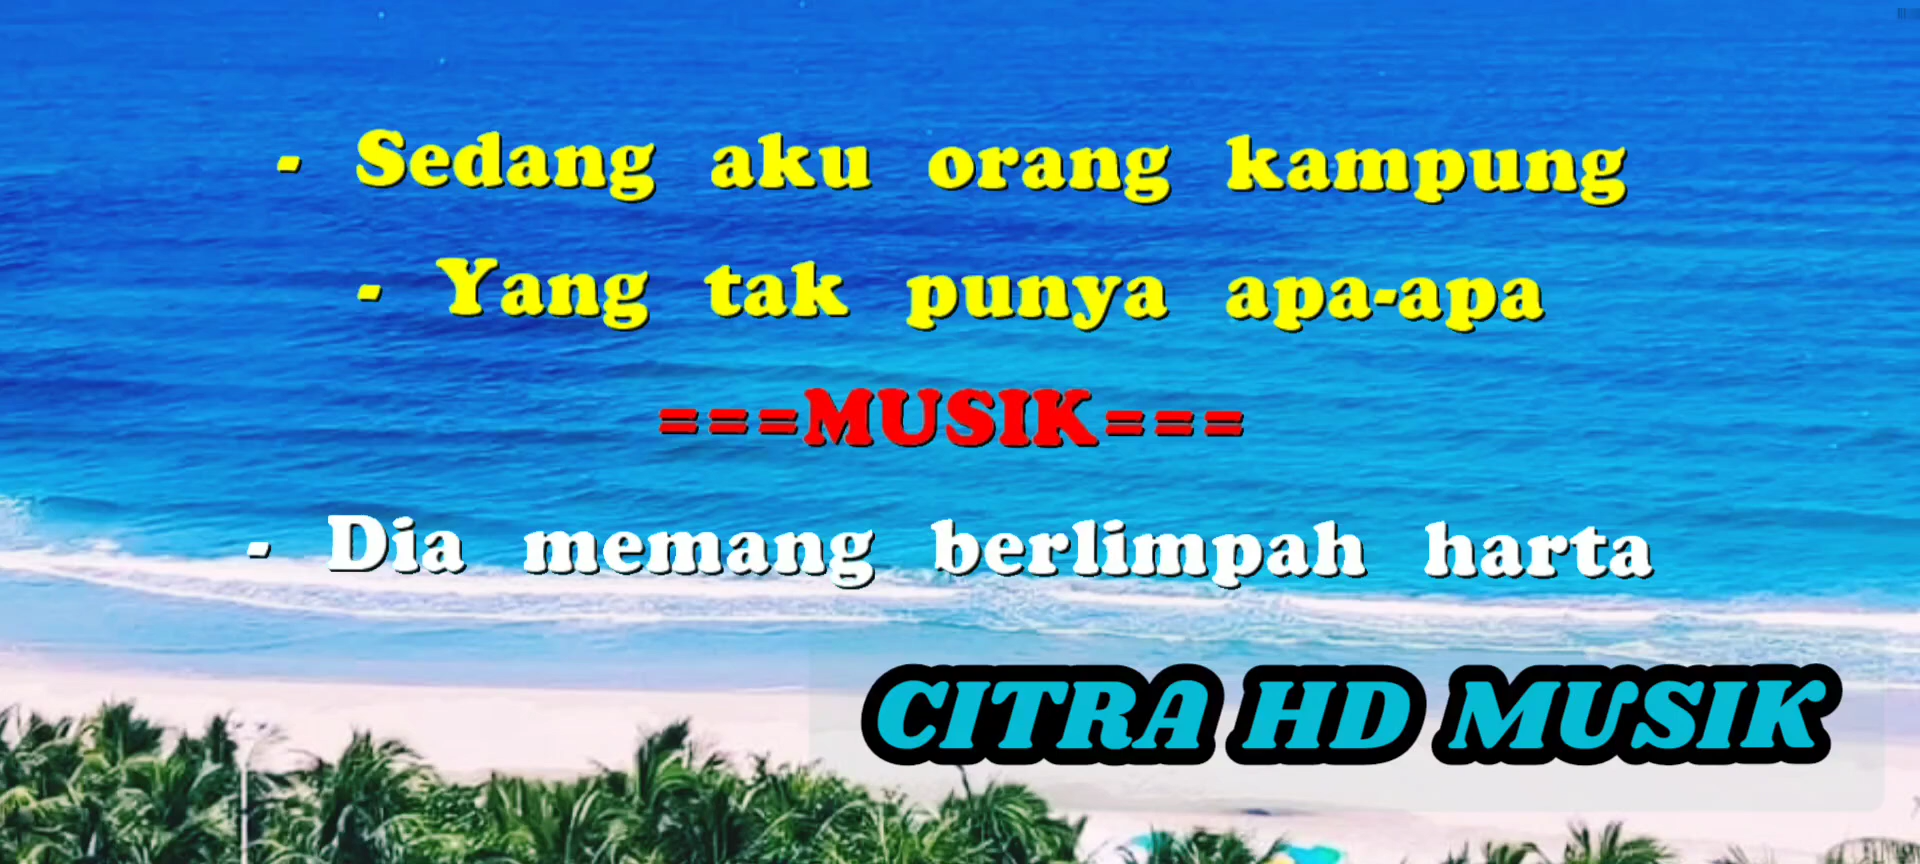 - Sedang aku orang kampung
- Yang tak punya apa-apa
===MUSIK===
- Dia memang berlimpah harta
CITRA HD MUSIK